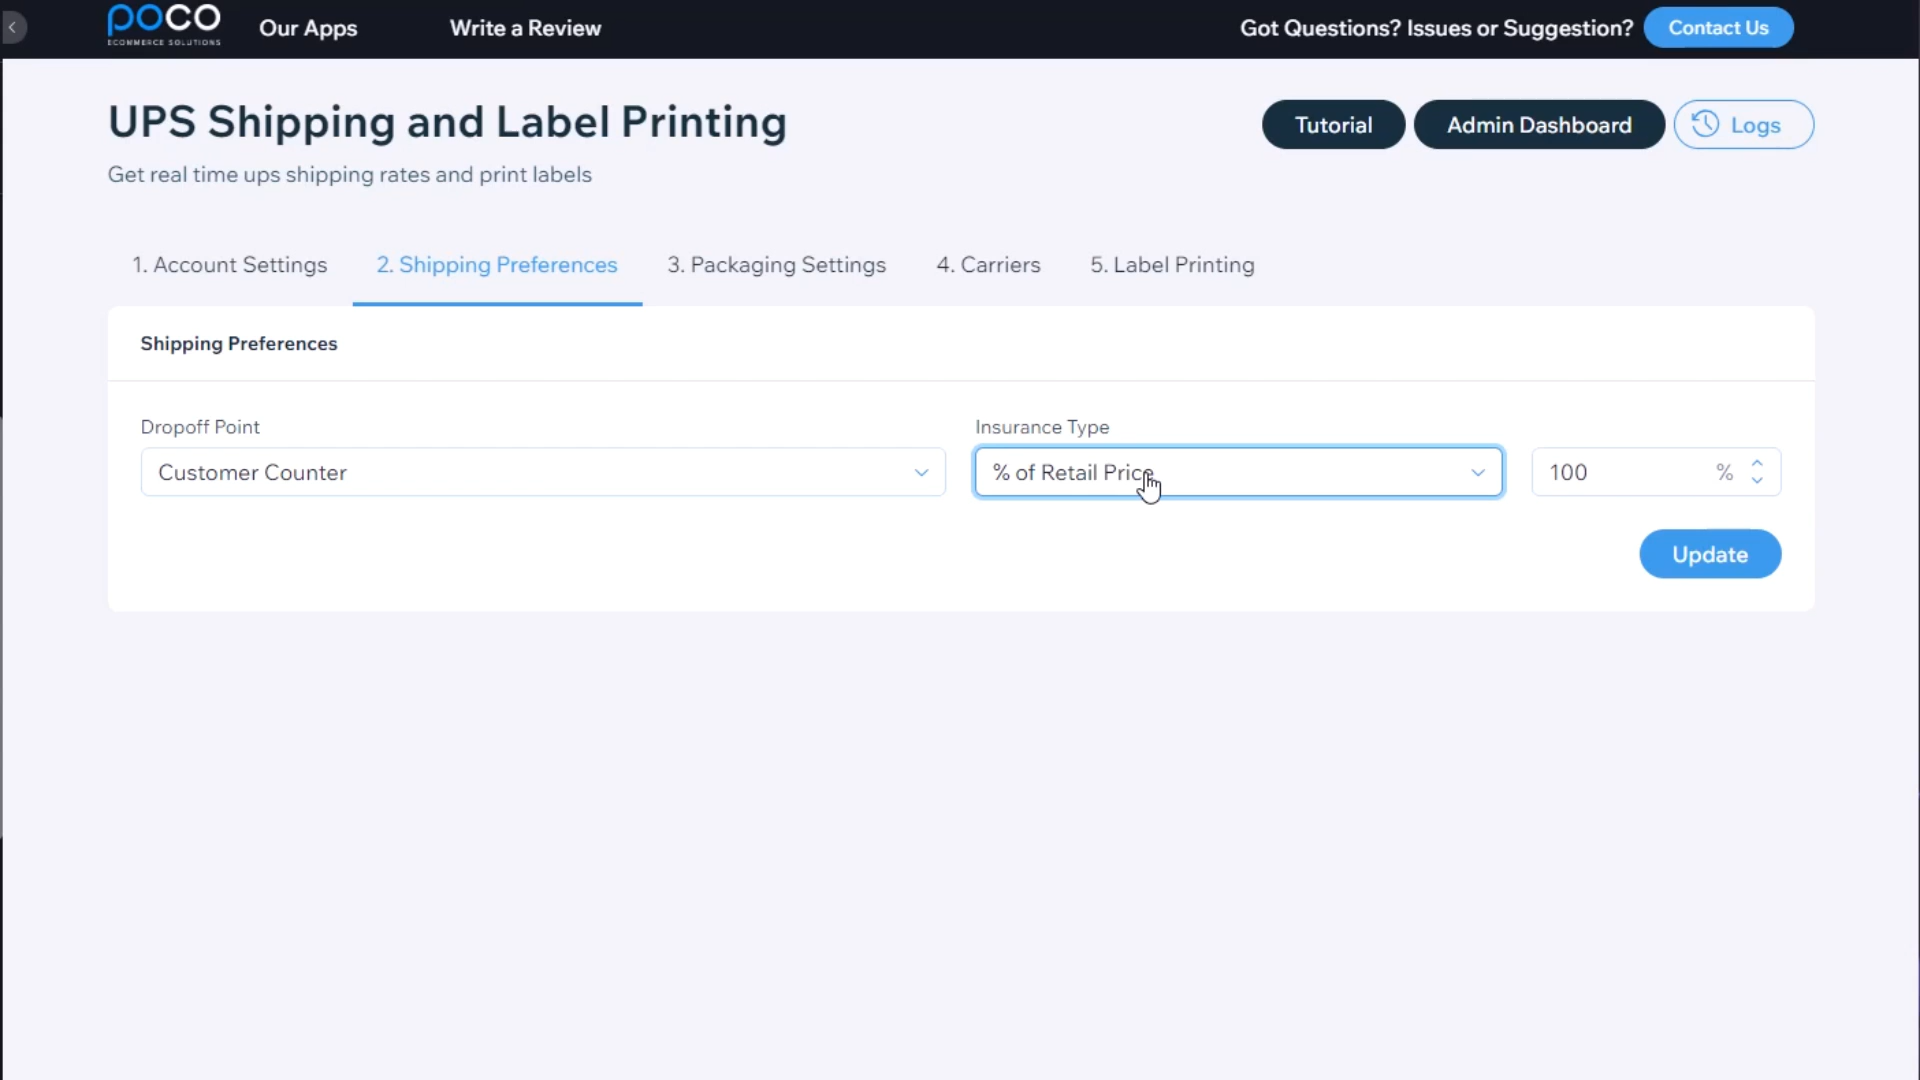 poco
ECOMMERCE SOLUTIONS
Our Apps
Write a Review
Got Questions? Issues or Suggestion?
Contact Us
UPS Shipping and Label Printing
Get real time ups shipping rates and print labels
Tutorial
Admin Dashboard
Logs
1. Account Settings
2. Shipping Preferences
3. Packaging Settings
4. Carriers
5. Label Printing
Shipping Preferences
Dropoff Point
Customer Counter
Insurance Type
% of Retail Price
100 %
Update